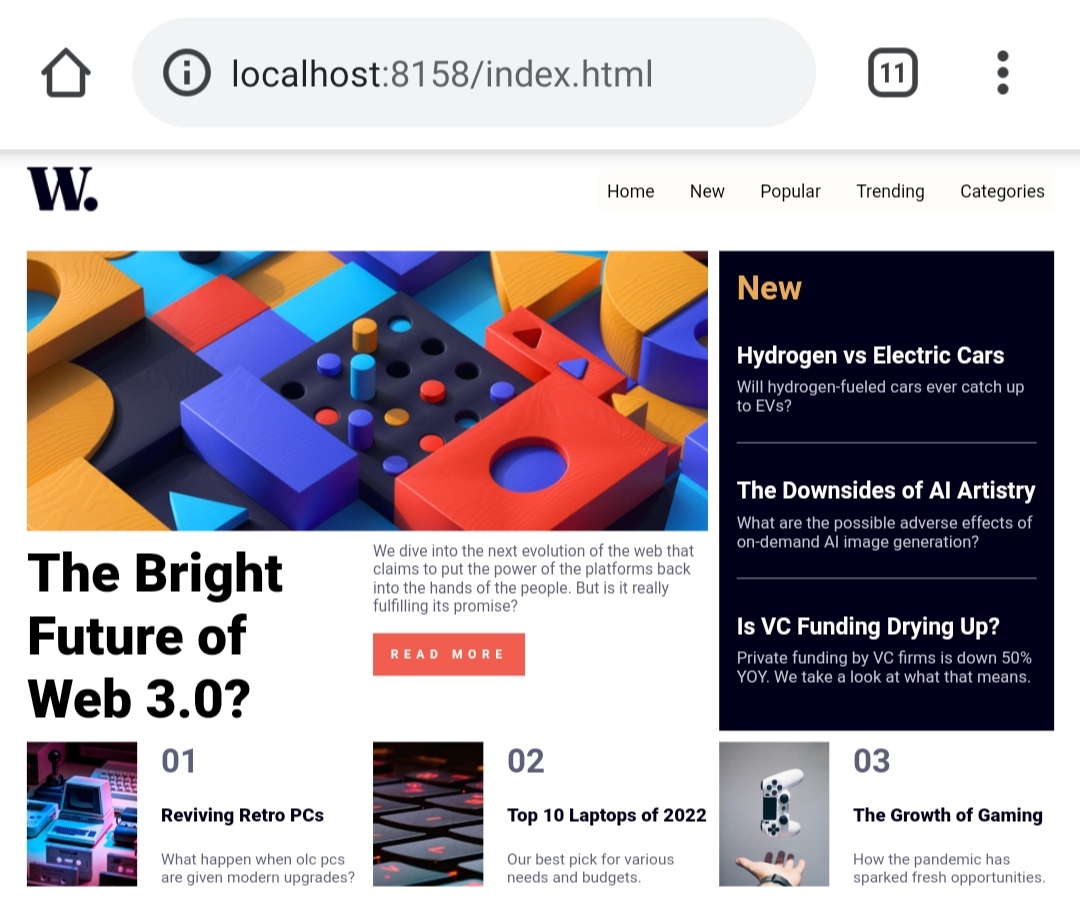 localhost:8158/index.html
11
W.
Home New Popular Trending Categories
The Bright
Future of
Web 3.0?
We dive into the next evolution of the web that
claims to put the power of the platforms back
into the hands of the people. But is it really
fulfilling its promise?
READ MORE
New
Hydrogen vs Electric Cars
Will hydrogen-fueled cars ever catch up
to EVs?
The Downsides of AI Artistry
What are the possible adverse effects of
on-demand AI image generation?
Is VC Funding Drying Up?
Private funding by VC firms is down 50%
YOY. We take a look at what that means.
01
Reviving Retro PCs
What happen when olc pcs
are given modern upgrades?
02
Top 10 Laptops of 2022
Our best pick for various
needs and budgets.
03
The Growth of Gaming
How the pandemic has
sparked fresh opportunities.